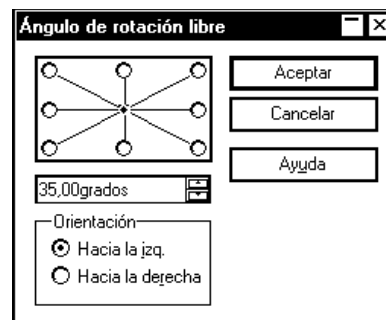 Ángulo de rotación libre
Aceptar
Cancelar
Ayuda
35,00grados
Orientación
Hacia la izq.
Hacia la derecha